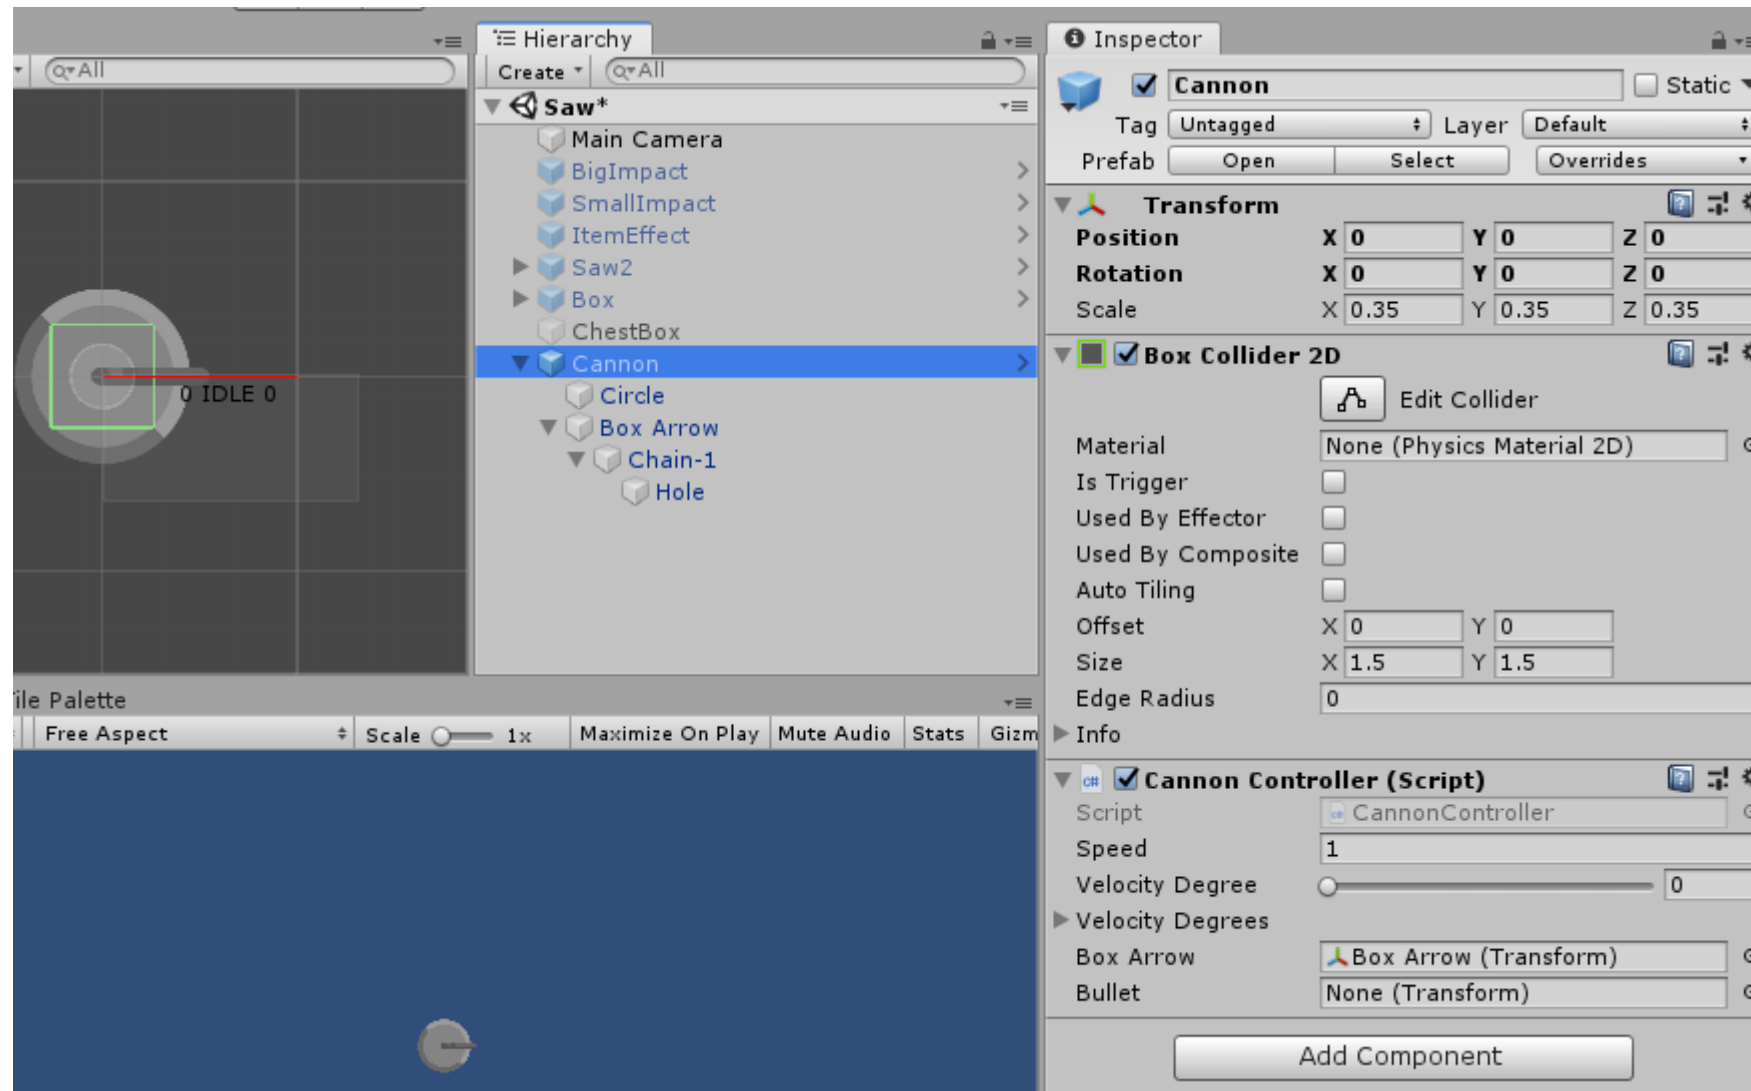 Hierarchy
Inspector
All
Create
All
Cannon
Static
Saw*
Tag Untagged Layer Default
Main Camera
Prefab Open Select Overrides
BigImpact
SmallImpact
Transform
ItemEffect
Position X 0 Y 0 Z 0
Saw2
Rotation X 0 Y 0 Z 0
Box
Scale X 0.35 Y 0.35 Z 0.35
ChestBox
Cannon
Box Collider 2D
Circle
0 IDLE 0
Edit Collider
Box Arrow
Material None (Physics Material 2D)
Chain-1
Is Trigger
Hole
Used By Effector
Used By Composite
Auto Tiling
Offset X 0 Y 0
Size X 1.5 Y 1.5
ile Palette
Edge Radius 0
Free Aspect Scale 1x Maximize On Play Mute Audio Stats Gizm
Info
c# Cannon Controller (Script)
Script CannonController
Speed 1
Velocity Degree 0
Velocity Degrees
Box Arrow Box Arrow (Transform)
Bullet None (Transform)
Add Component